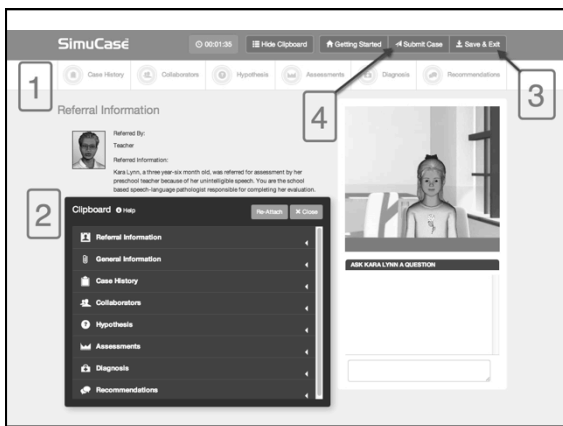 SimuCase
00:01:35
Hide Clipboard
Getting Started
Submit Case
Save & Exit
1
Case History
Collaborators
Hypothesis
Assessments
Diagnosis
Recommendations
4
3
Referral Information
Referred By:
Teacher
Referred Information:
Kara Lynn, a three year-six month old, was referred for assessment by her
preschool teacher because of her unintelligible speech. You are the school
based speech-language pathologist responsible for completing her evaluation.
2
Clipboard Help
Re-Attach
Close
Referral Information
General Information
Case History
Collaborators
Hypothesis
Assessments
Diagnosis
Recommendations
ASK KARA LYNN A QUESTION